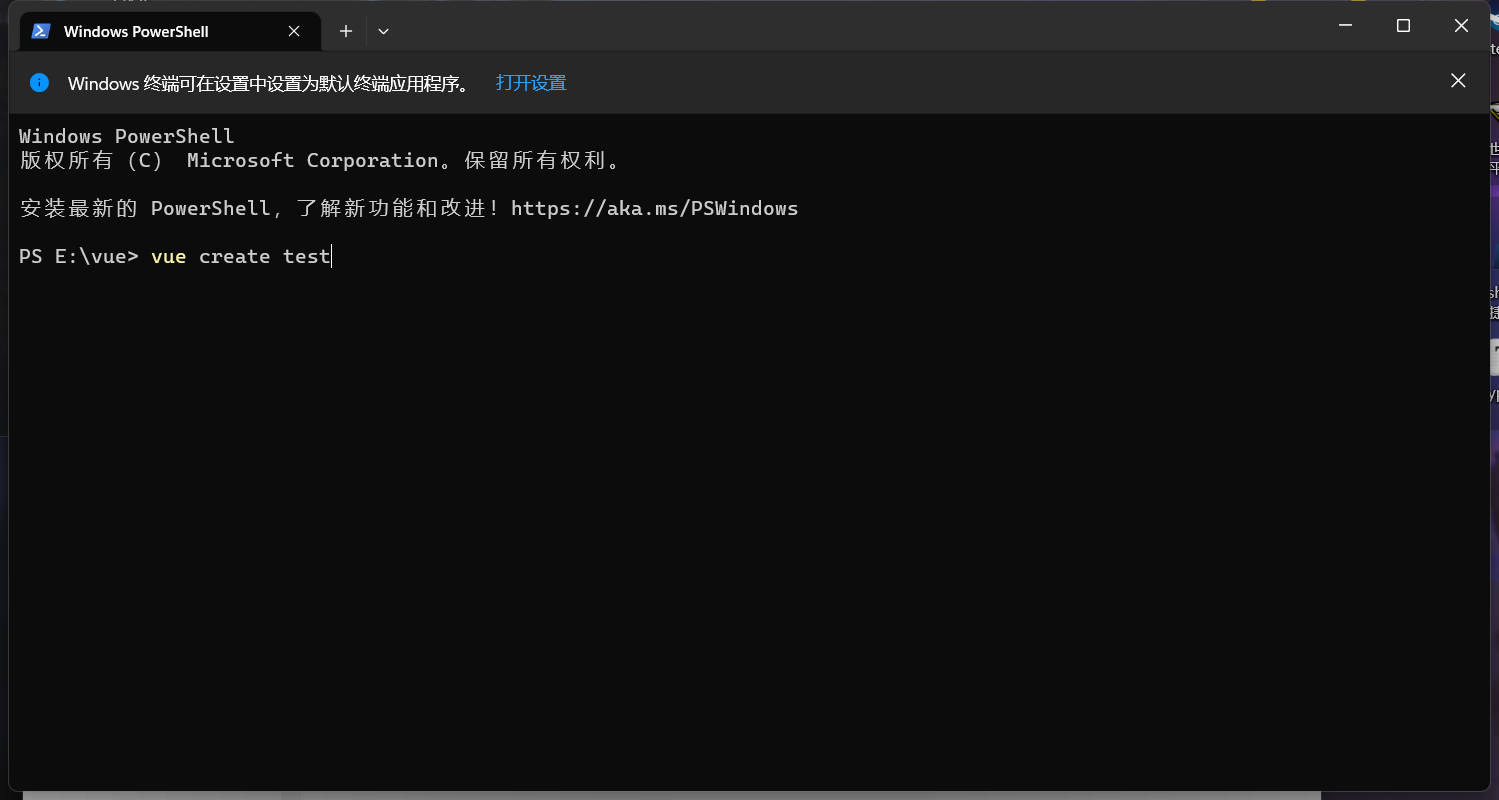 Windows PowerShell
Windows 终端可在设置中设置为默认终端应用程序。 打开设置
Windows PowerShell
版权所有（C） Microsoft Corporation。保留所有权利。
安装最新的 PowerShell，了解新功能和改进！https://aka.ms/PSWindows
PS E:\vue> vue create test